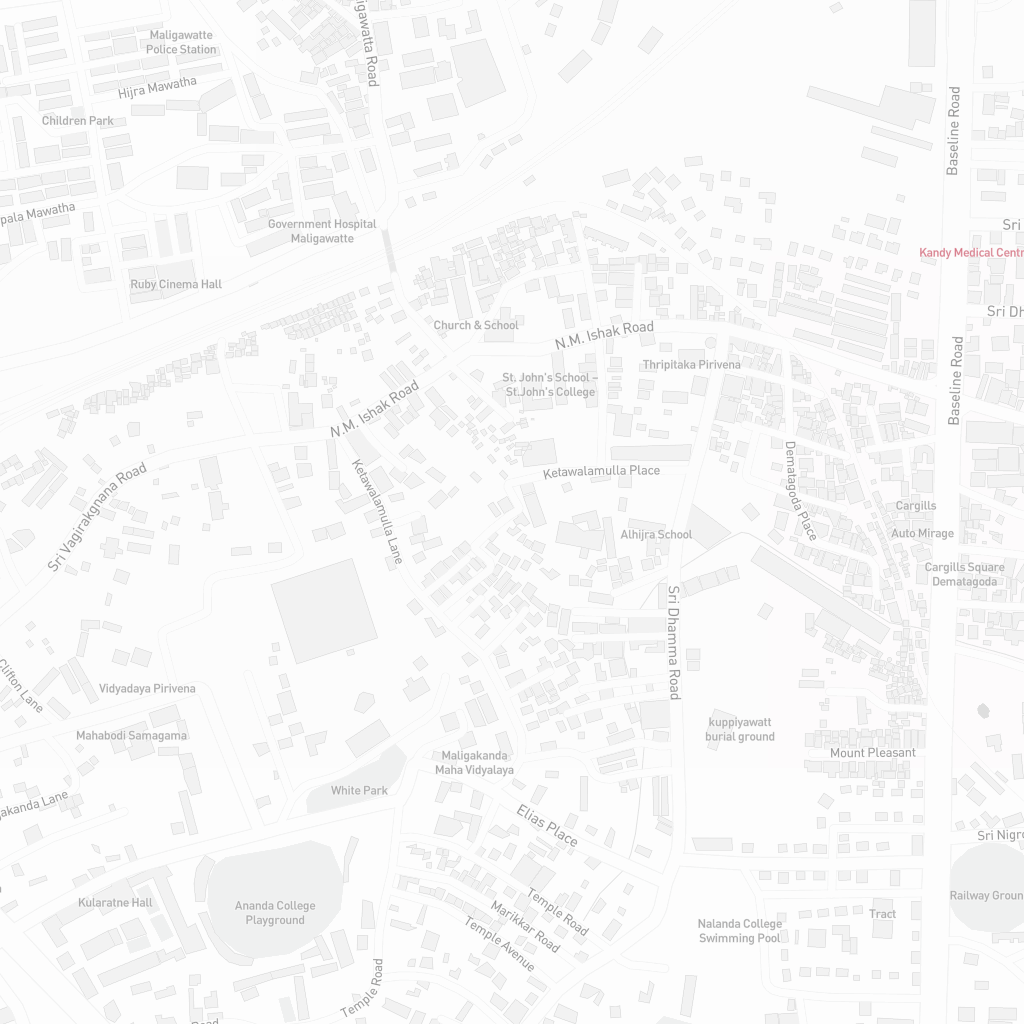 Maligawatte
Police Station
igawatta Road
Hijra Mawatha
Children Park
Baseline Road
pala Mawatha
Government Hospital
Maligawatte
Sri
Kandy Medical Centr
Ruby Cinema Hall
Sri Dh
Church & School
N.M. Ishak Road
Thripitaka Pirivena
Baseline Road
St. John's School –
St.John's College
N.M. Ishak Road
Ketawalamulla Place
Dematagoda Place
Sri Vagirakgnana Road
Ketawalamulla Lane
Cargills
Alhijra School
Auto Mirage
Cargills Square
Dematagoda
Sri Dhamma Road
Clifton Lane
Vidyadaya Pirivena
Mahabodi Samagama
kuppiyawatt
burial ground
Mount Pleasant
Maligakanda
Maha Vidyalaya
White Park
akanda Lane
Elias Place
Sri Nigro
Kularatne Hall
Ananda College
Playground
Railway Groun
Temple Road
Marikkar Road
Temple Avenue
Tract
Nalanda College
Swimming Pool
Temple Road
Road